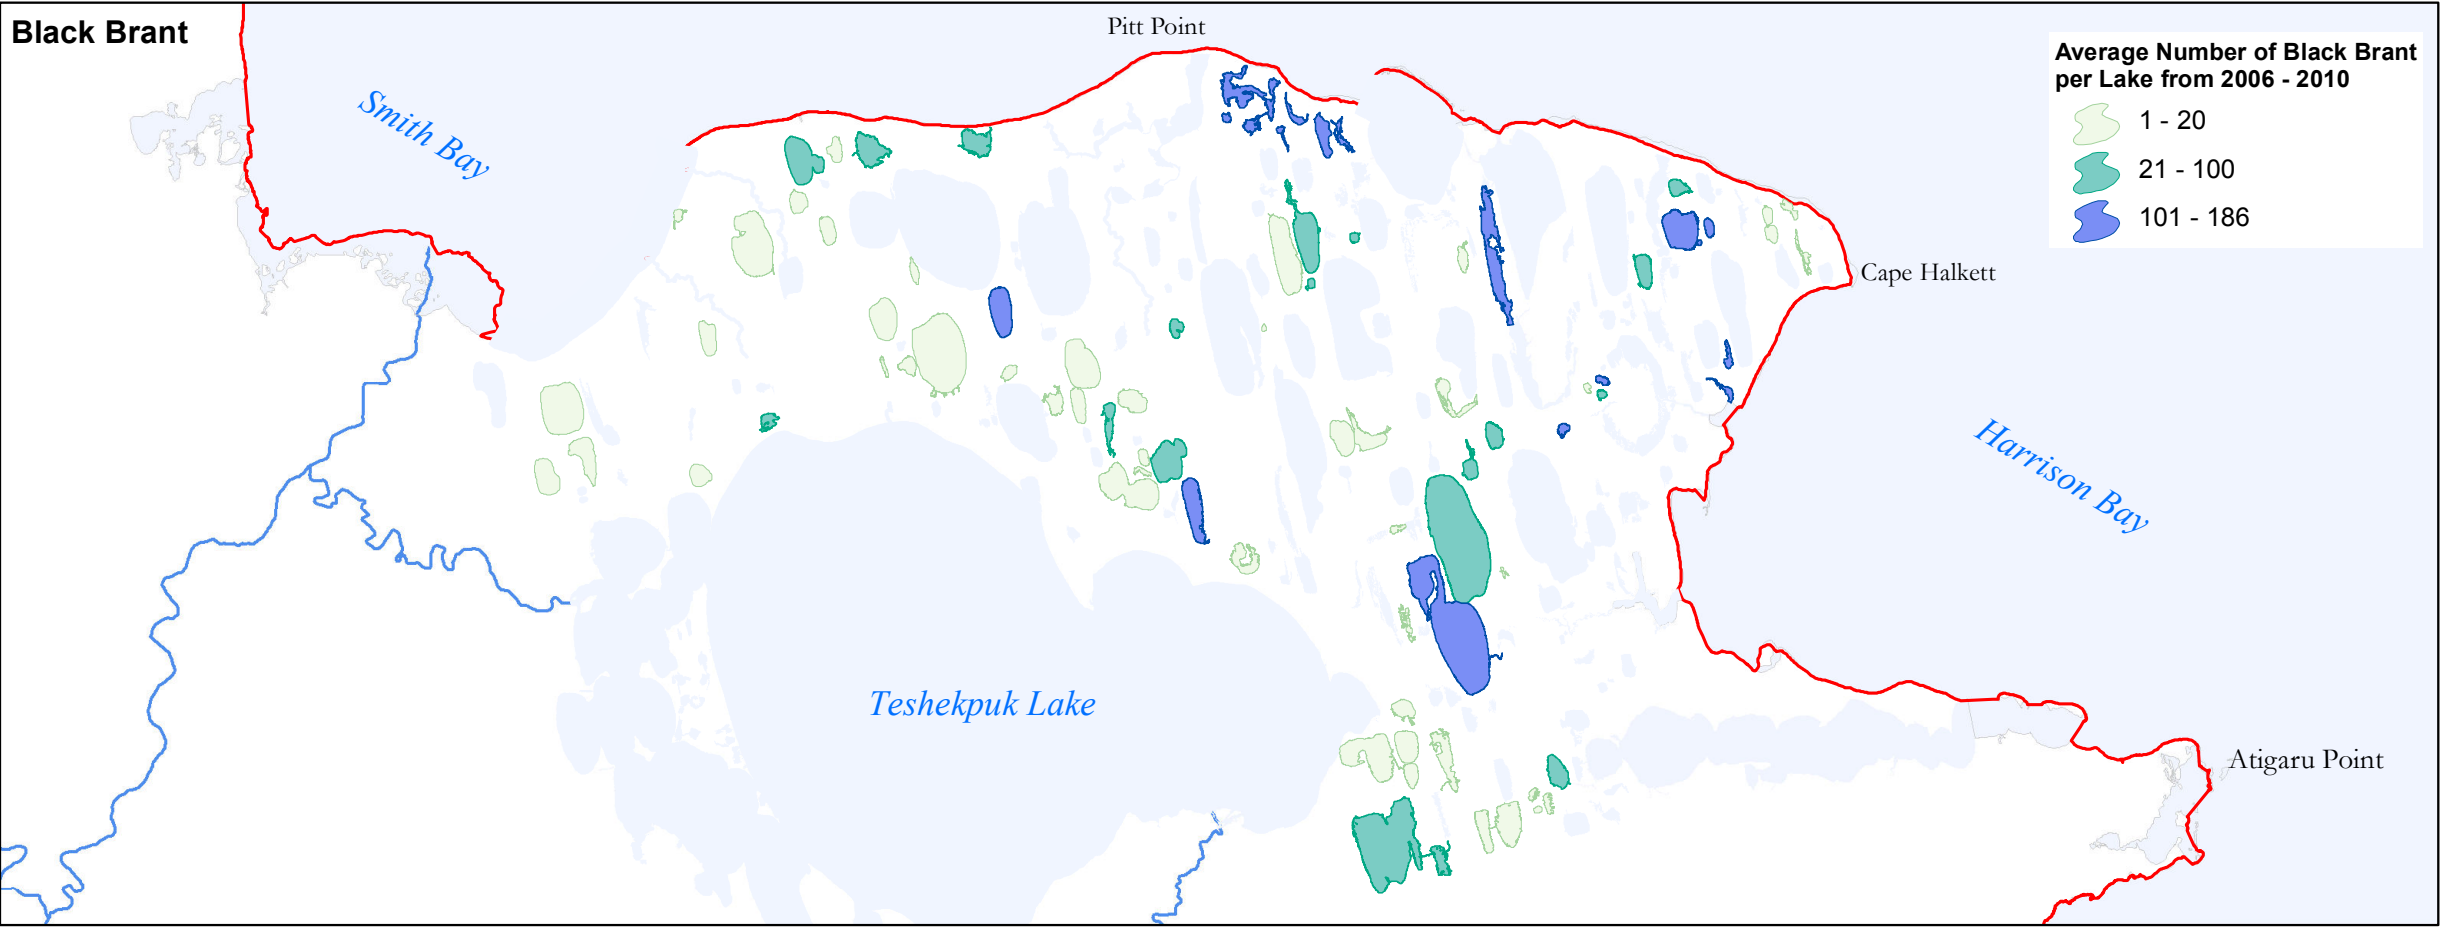 Black Brant
Pitt Point
Average Number of Black Brant
per Lake from 2006 - 2010
1 - 20
21 - 100
101 - 186
Smith Bay
Cape Halkett
Harrison Bay
Teshekpuk Lake
Atigaru Point